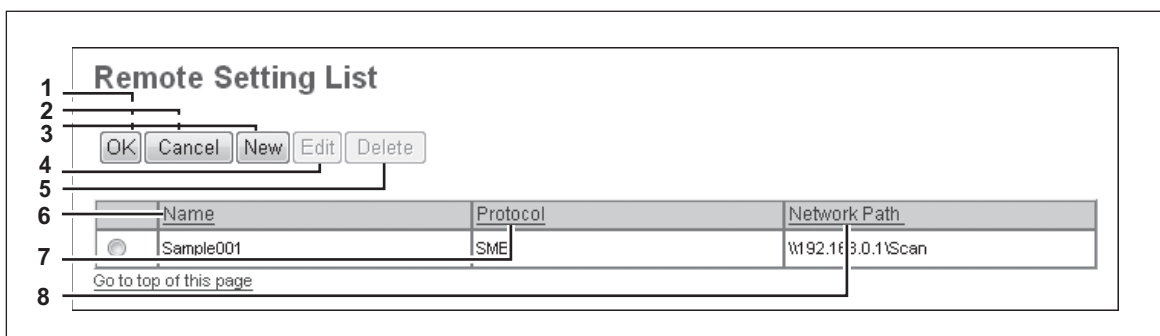 Remote Setting List
1
2
3
OK Cancel New Edit Delete
4
5
6 Name Protocol Network Path
Sample001 SME \\192.168.0.1\Scan
7
Go to top of this page
8